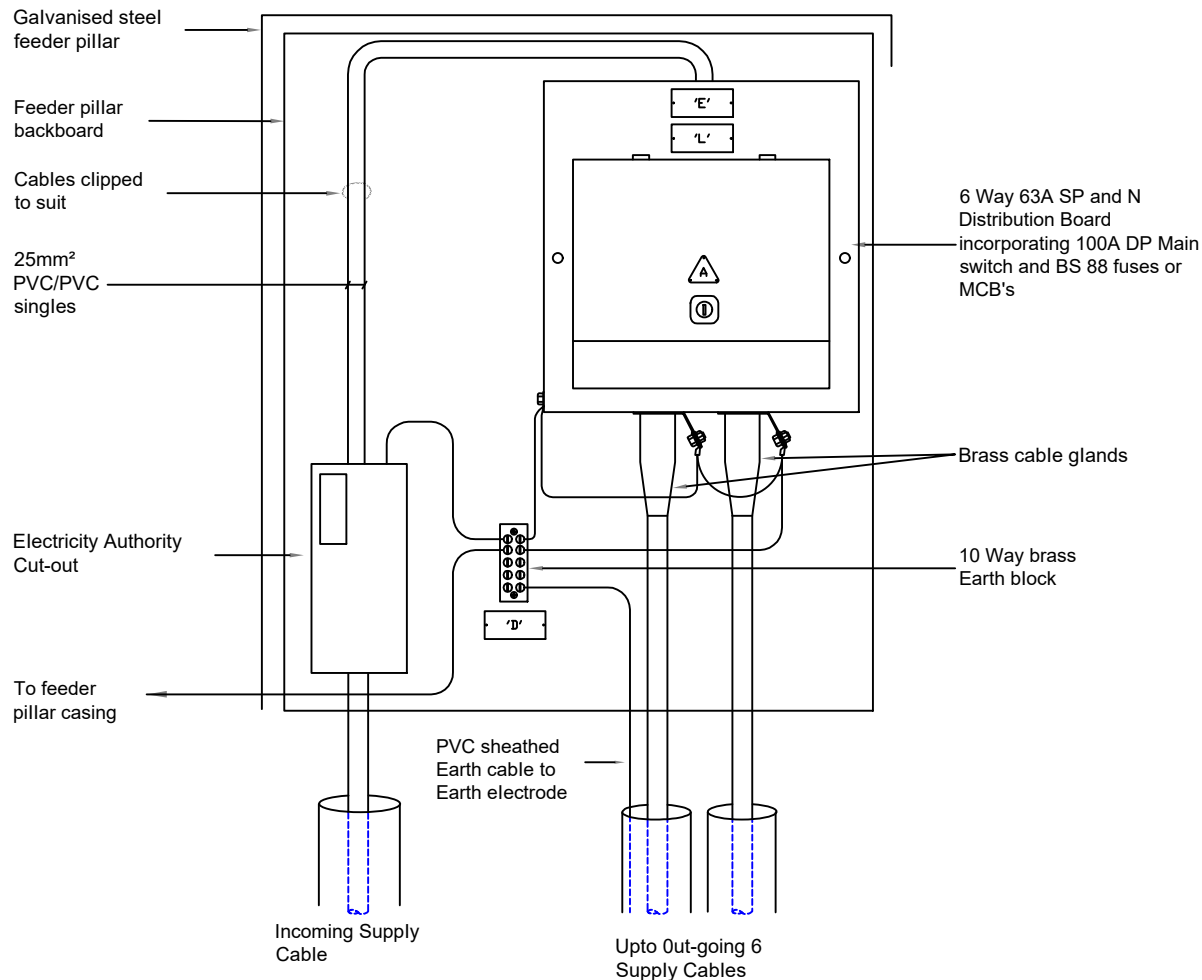 Galvanised steel
feeder pillar
Feeder pillar
backboard
Cables clipped
to suit
25mm²
PVC/PVC
singles
Electricity Authority
Cut-out
To feeder
pillar casing
'E'
'L'
A
6 Way 63A SP and N
Distribution Board
incorporating 100A DP Main
switch and BS 88 fuses or
MCB's
Brass cable glands
10 Way brass
Earth block
'D'
PVC sheathed
Earth cable to
Earth electrode
Incoming Supply
Cable
Upto 0ut-going 6
Supply Cables